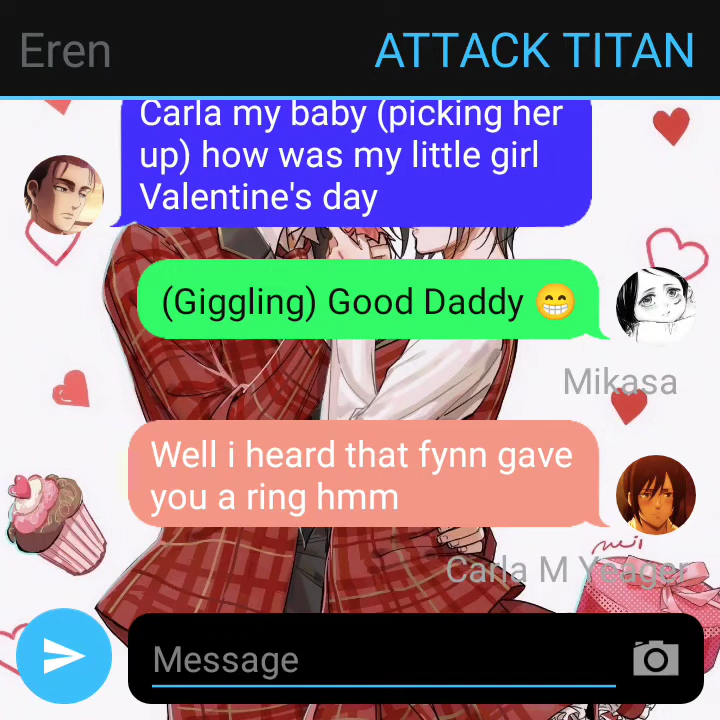 Eren ATTACK TITAN
Carla my baby (picking her
up) how was my little girl
Valentine's day
(Giggling) Good Daddy 😁
Mikasa
Well i heard that fynn gave
you a ring hmm
Carla M Yeager
Message